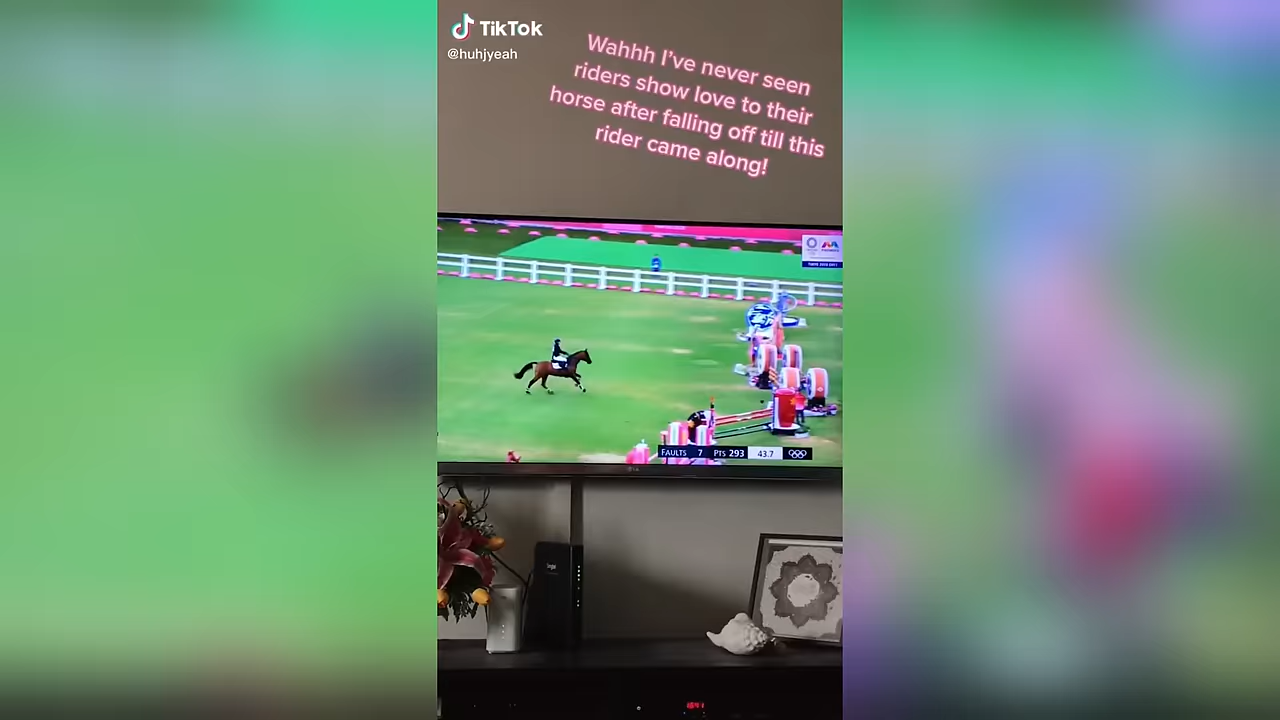 TikTok
@huhjyeah
Wahhh I've never seen
riders show love to their
horse after falling off till this
rider came along!
FAULTS 7 PTS 293 43.7
LG